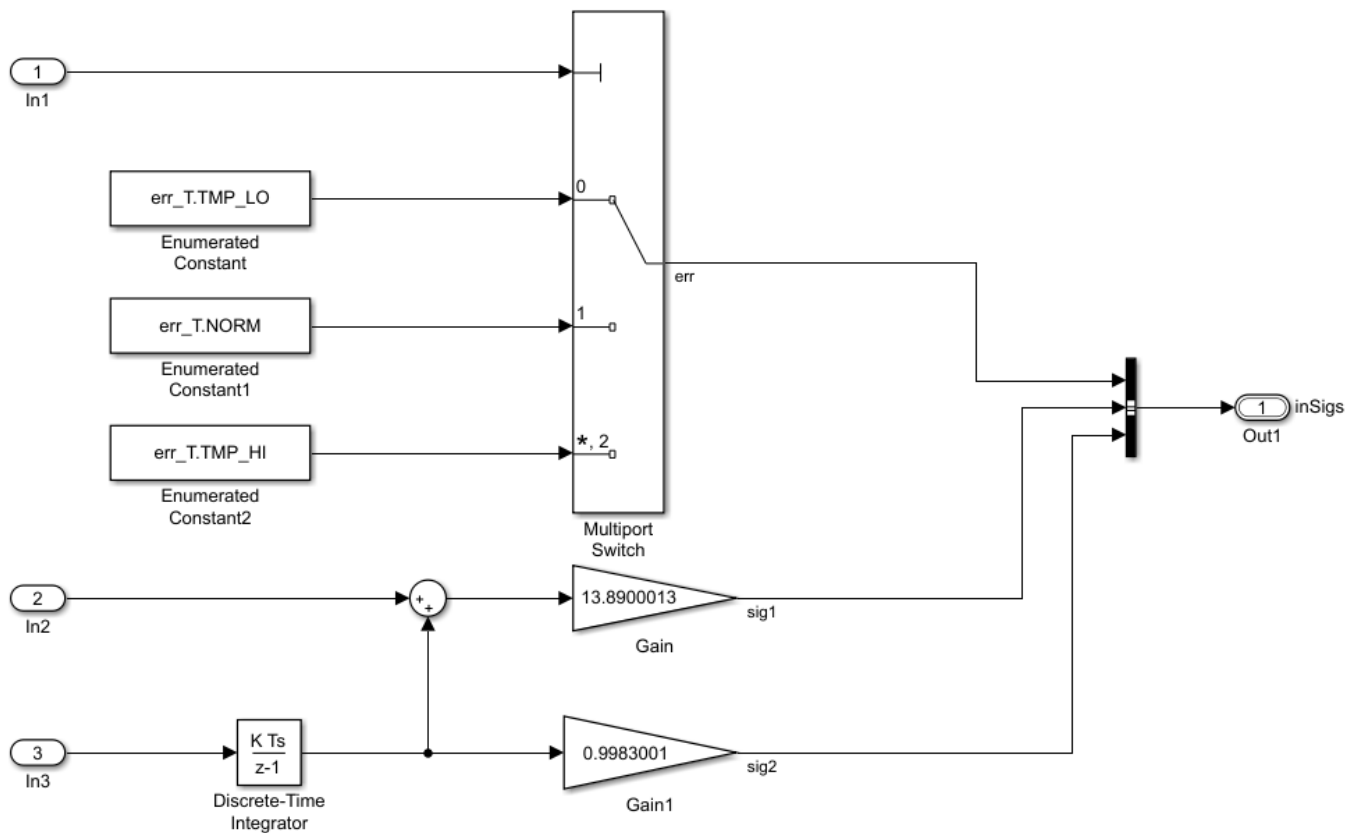 1
In1
err_T.TMP_LO
Enumerated
Constant
0
err
err_T.NORM
Enumerated
Constant1
1
err_T.TMP_HI
Enumerated
Constant2
*, 2
Multiport
Switch
1
inSigs
Out1
2
In2
+
+
13.8900013
sig1
Gain
3
In3
K Ts
z-1
Discrete-Time
Integrator
0.9983001
sig2
Gain1